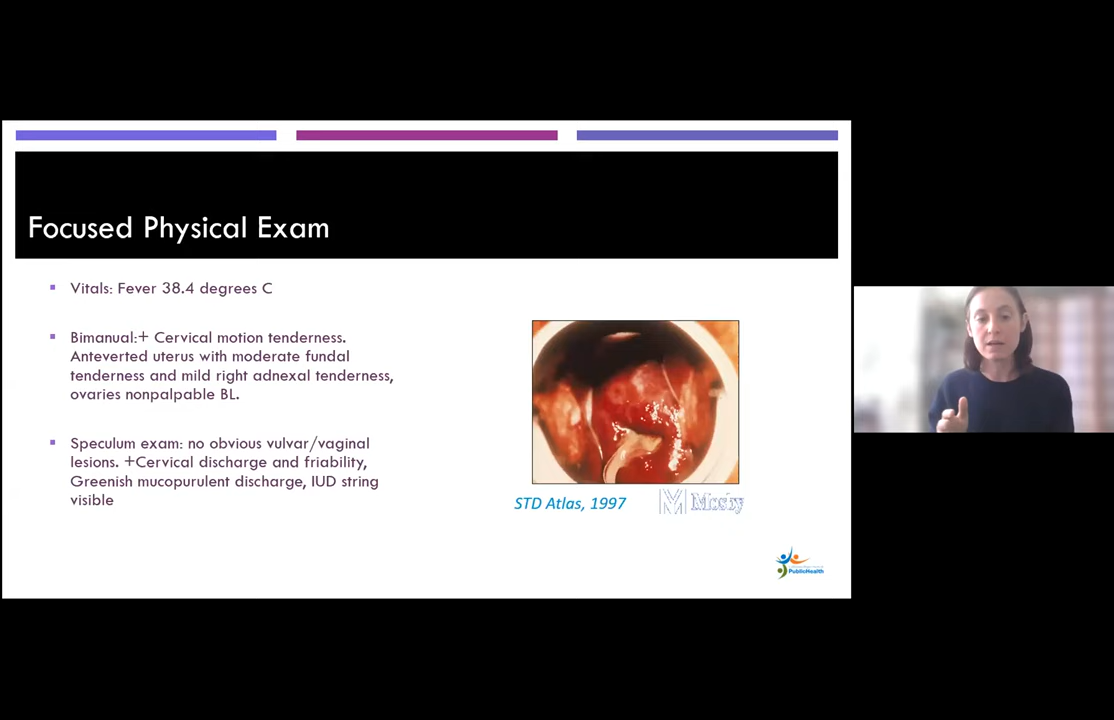 Focused Physical Exam
▪ Vitals: Fever 38.4 degrees C
▪ Bimanual:+ Cervical motion tenderness.
Anteverted uterus with moderate fundal
tenderness and mild right adnexal tenderness,
ovaries nonpalpable BL.
▪ Speculum exam: no obvious vulvar/vaginal
lesions. +Cervical discharge and friability,
Greenish mucopurulent discharge, IUD string
visible
STD Atlas, 1997
M Mosby
PublicHealth